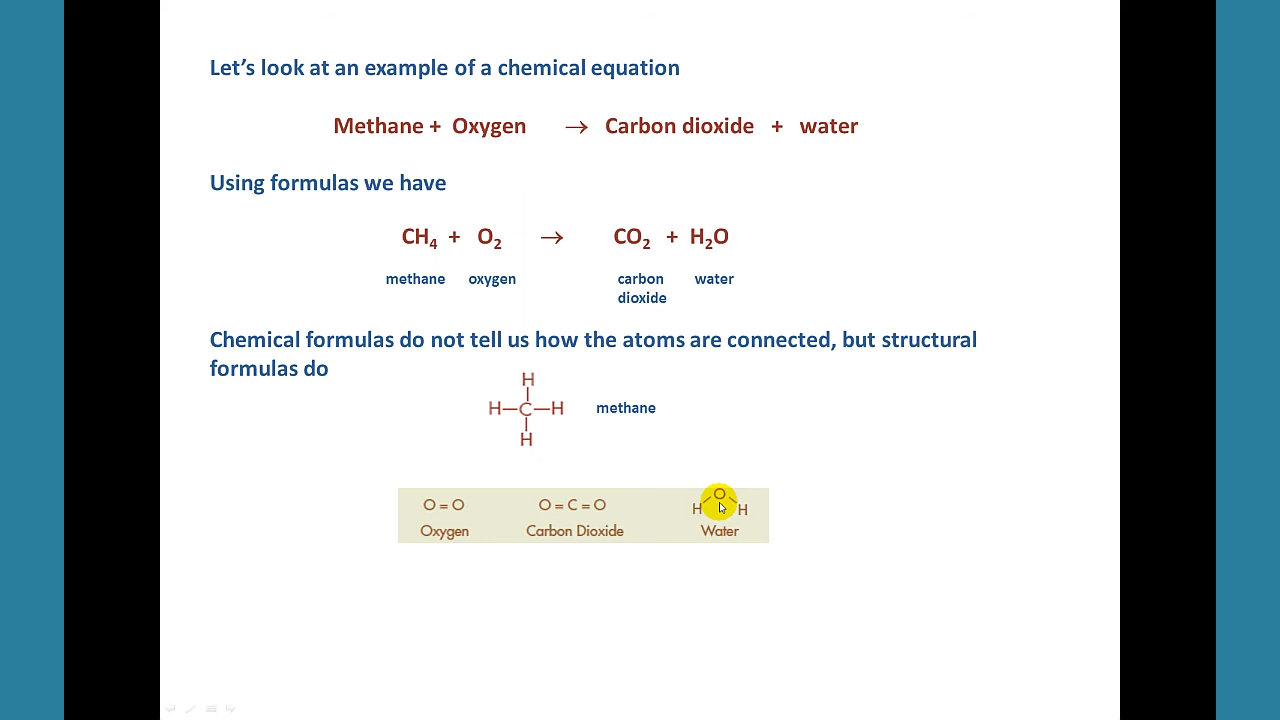 Let's look at an example of a chemical equation
Methane + Oxygen → Carbon dioxide + water
Using formulas we have
CH₄ + O₂ → CO₂ + H₂O
methane oxygen carbon dioxide water
Chemical formulas do not tell us how the atoms are connected, but structural
formulas do
H
H—C—H methane
H
O=O O=C=O H O H
Oxygen Carbon Dioxide Water